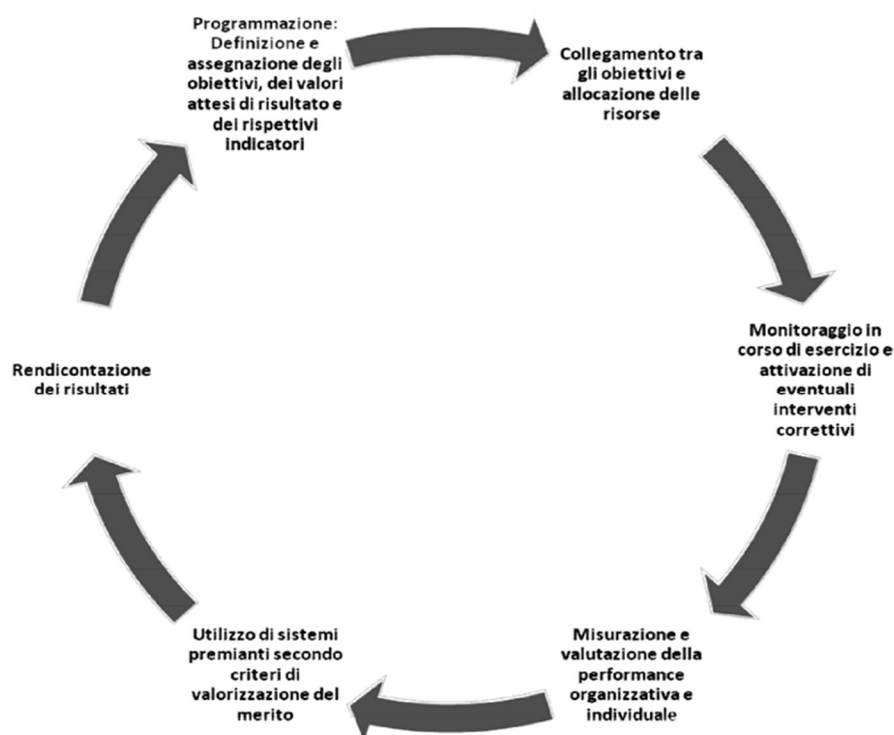 Programmazione:
Definizione e
assegnazione degli
obiettivi, dei valori
attesi di risultato e
dei rispettivi
indicatori
Collegamento tra
gli obiettivi e
allocazione delle
risorse
Monitoraggio in
corso di esercizio e
attivazione di
eventuali
interventi
correttivi
Misurazione e
valutazione della
performance
organizzativa e
individuale
Utilizzo di sistemi
premianti secondo
criteri di
valorizzazione del
merito
Rendicontazione
dei risultati